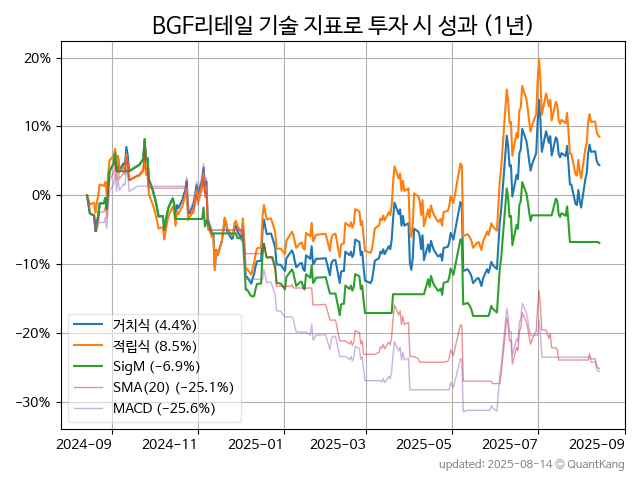 BGF리테일 기술 지표로 투자 시 성과 (1년)
20%
10%
0%
−10%
−20%
−30%
거치식 (4.4%)
적립식 (8.5%)
SigM (−6.9%)
SMA(20) (−25.1%)
MACD (−25.6%)
2024-09 2024-11 2025-01 2025-03 2025-05 2025-07 2025-09
updated: 2025-08-14 © QuantKang